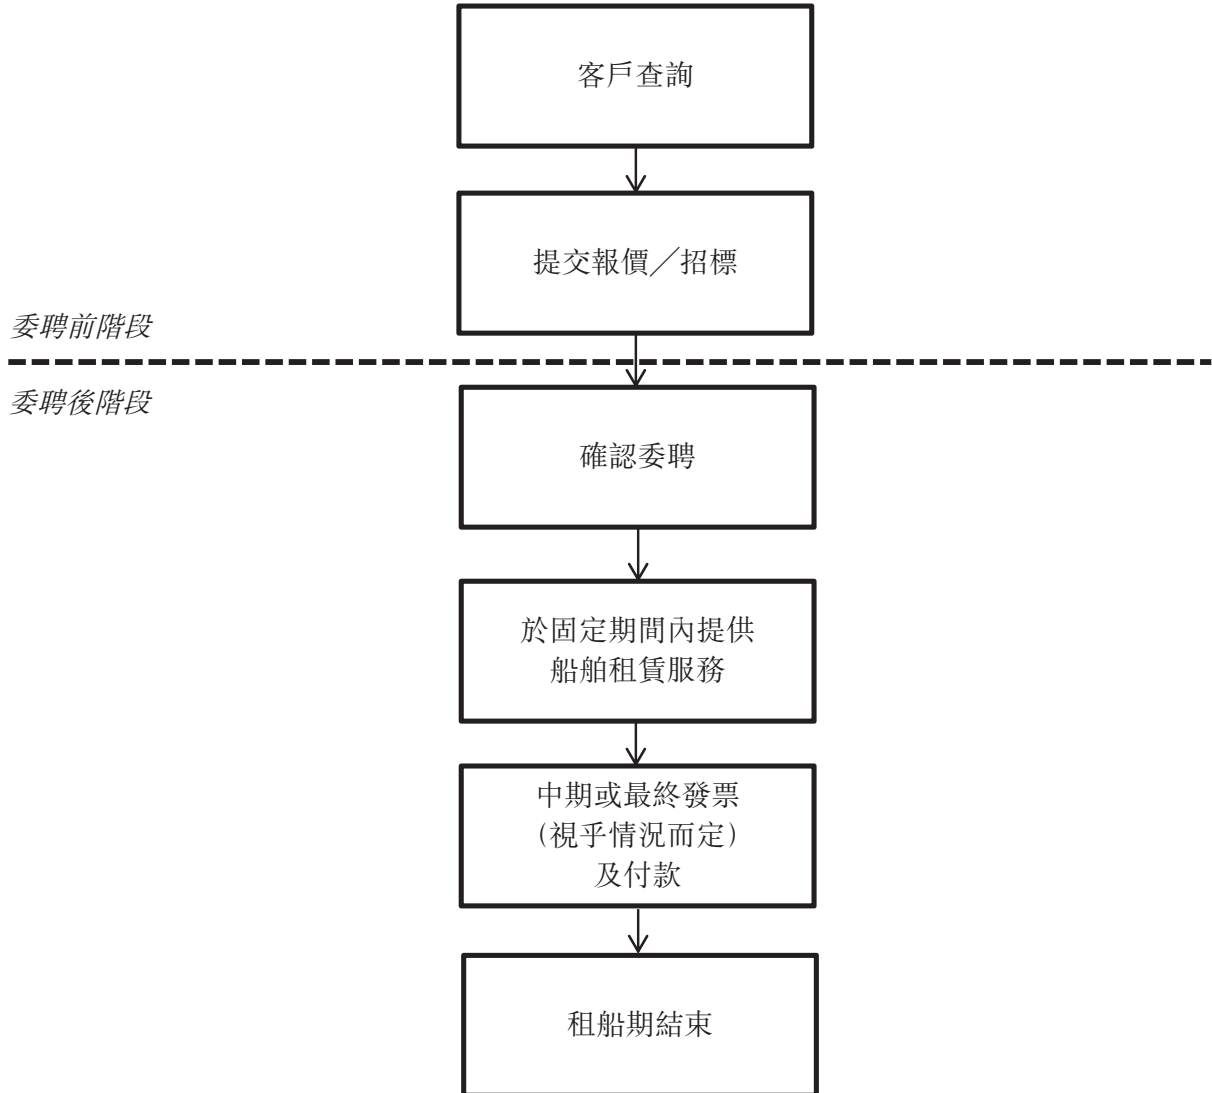 客戶查詢
提交報價／招標
委聘前階段
委聘後階段
確認委聘
於固定期間內提供
船舶租賃服務
中期或最終發票
(視乎情況而定)
及付款
租船期結束